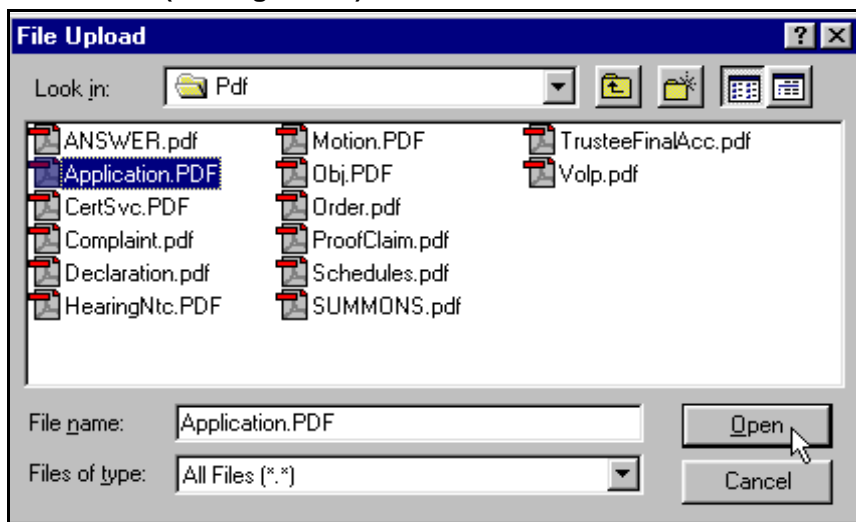 File Upload
Look in: Pdf
ANSWER.pdf Motion.PDF TrusteeFinalAcc.pdf
Application.PDF Obj.PDF Volp.pdf
CertSvc.PDF Order.pdf
Complaint.pdf ProofClaim.pdf
Declaration.pdf Schedules.pdf
HearingNtc.PDF SUMMONS.pdf
File name: Application.PDF Open
Files of type: All Files (*.*) Cancel